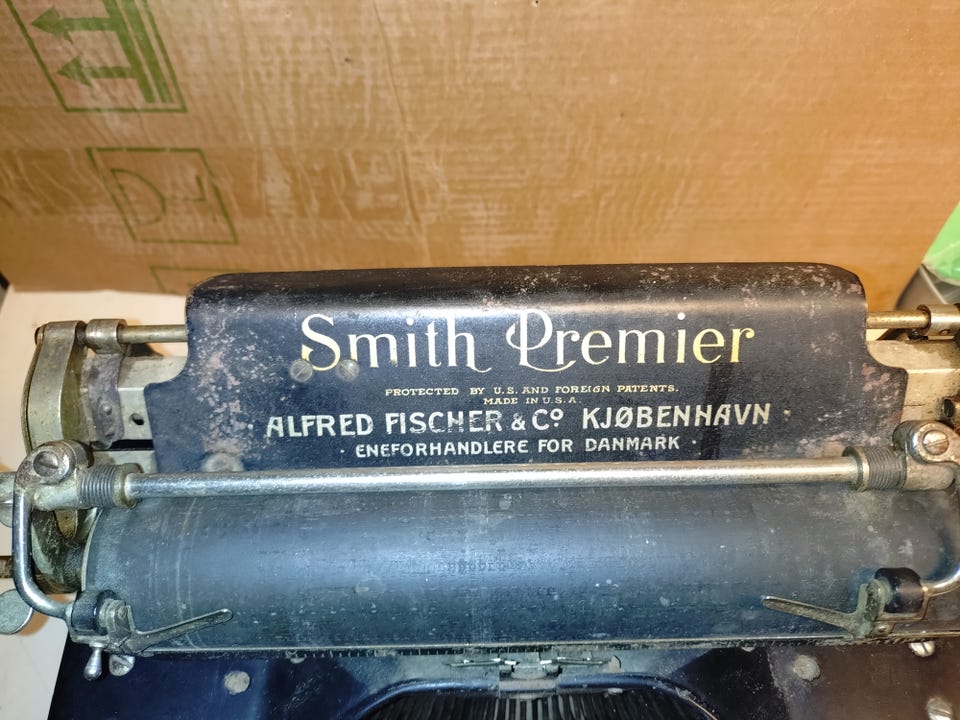 Smith Premier
PROTECTED BY U.S. AND FOREIGN PATENTS.
MADE IN U.S.A.
· ALFRED FISCHER & Cº KJØBENHAVN ·
· ENEFORHANDLERE FOR DANMARK ·